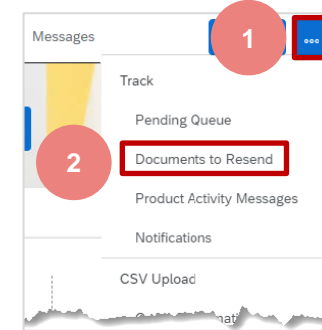 Messages
1
Track
Pending Queue
2
Documents to Resend
Product Activity Messages
Notifications
CSV Upload